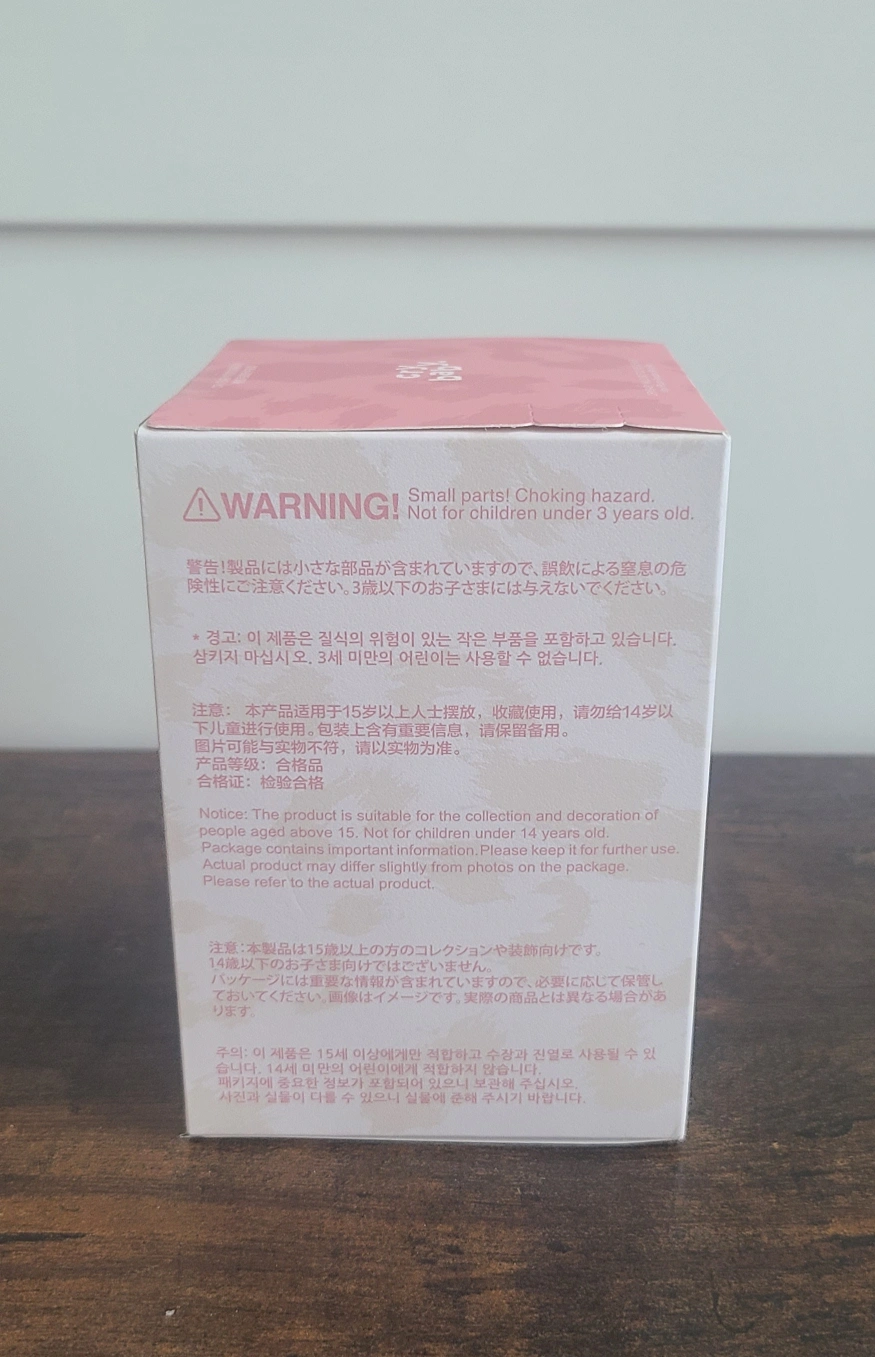 cry
baby
WARNING! Small parts! Choking hazard.
Not for children under 3 years old.
警告!製品には小さな部品が含まれていますので、誤飲による窒息の危
険性にご注意ください。3歳以下のお子さまには与えないでください。
* 경고: 이 제품은 질식의 위험이 있는 작은 부품을 포함하고 있습니다.
삼키지 마십시오. 3세 미만의 어린이는 사용할 수 없습니다.
注意： 本产品适用于15岁以上人士摆放，收藏使用，请勿给14岁以
下儿童进行使用。包装上含有重要信息，请保留备用。
图片可能与实物不符，请以实物为准。
产品等级：合格品
合格证：检验合格
Notice: The product is suitable for the collection and decoration of
people aged above 15. Not for children under 14 years old.
Package contains important information,Please keep it for further use.
Actual product may differ slightly from photos on the package.
Please refer to the actual product.
注意:本製品は15歳以上の方のコレクションや装飾向けです。
14歳以下のお子さま向けではございません。
パッケージには重要な情報が含まれていますので、必要に応じて保管し
ておいてください。画像はイメージです。実際の商品とは異なる場合があ
ります。
주의: 이 제품은 15세 이상에게만 적합하고 수장과 진열로 사용될 수 있
습니다. 14세 미만의 어린이에게 적합하지 않습니다.
패키지에 중요한 정보가 포함되어 있으니 보관해 주십시오.
사진과 실물이 다를 수 있으니 실물에 준해 주시기 바랍니다.